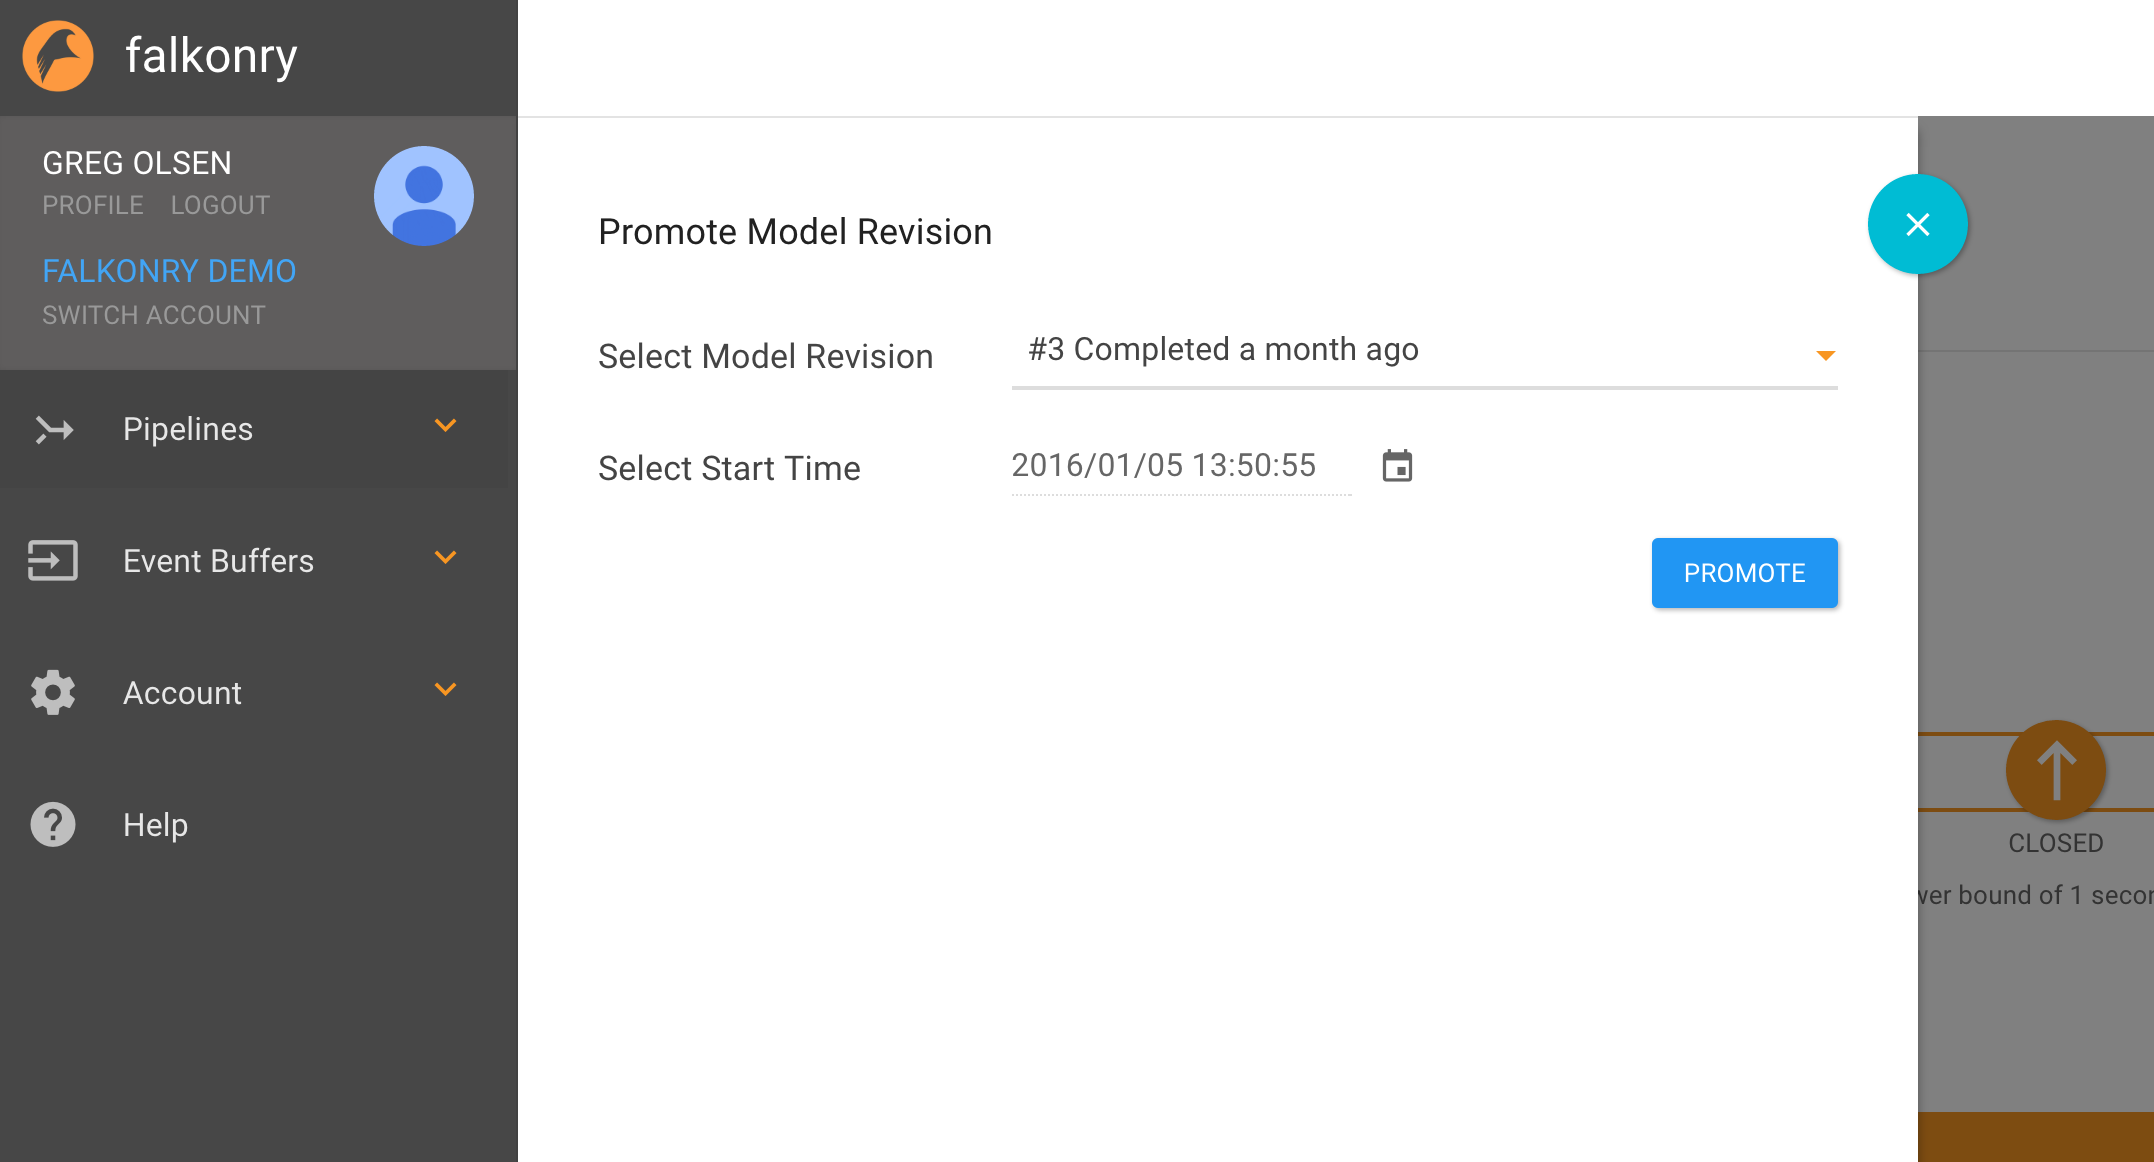 falkonry
GREG OLSEN
PROFILE LOGOUT
FALKONRY DEMO
SWITCH ACCOUNT
Pipelines
Event Buffers
Account
Help
Promote Model Revision
Select Model Revision #3 Completed a month ago
Select Start Time 2016/01/05 13:50:55
PROMOTE
CLOSED
bound of 1